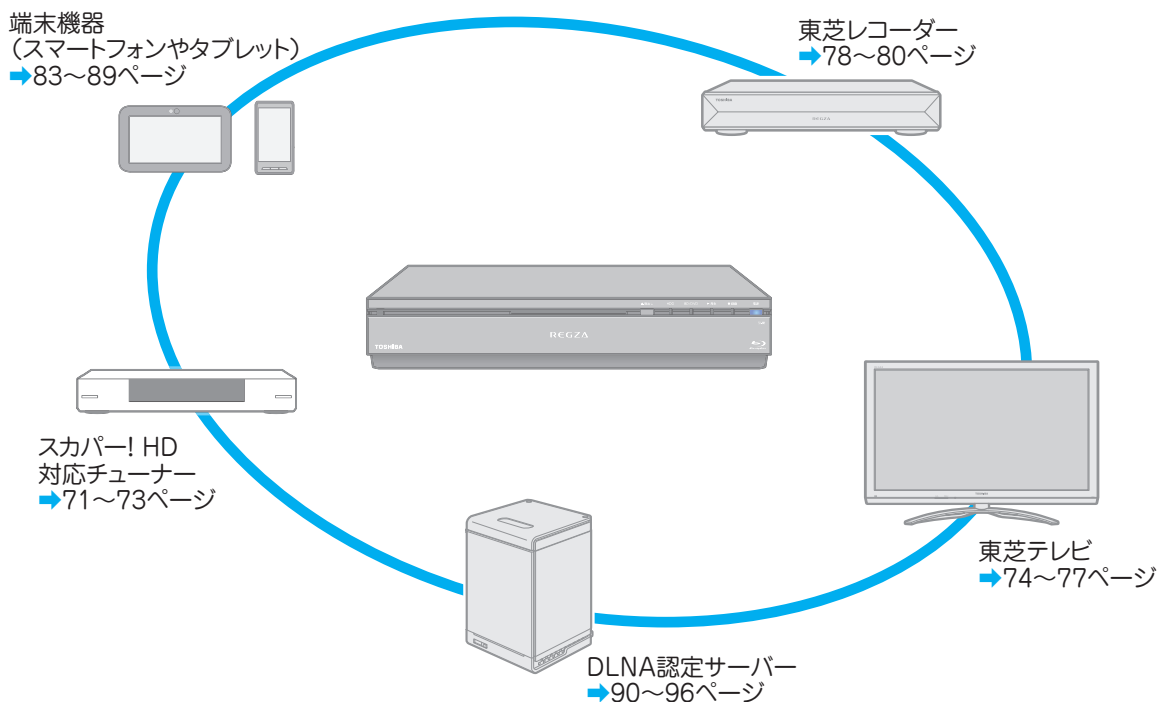 端末機器
(スマートフォンやタブレット)
➡83～89ページ
東芝レコーダー
➡78～80ページ
TOSHIBA
REGZA
REGZA
TOSHIBA
スカパー! HD
対応チューナー
➡71～73ページ
東芝テレビ
➡74～77ページ
DLNA認定サーバー
➡90～96ページ